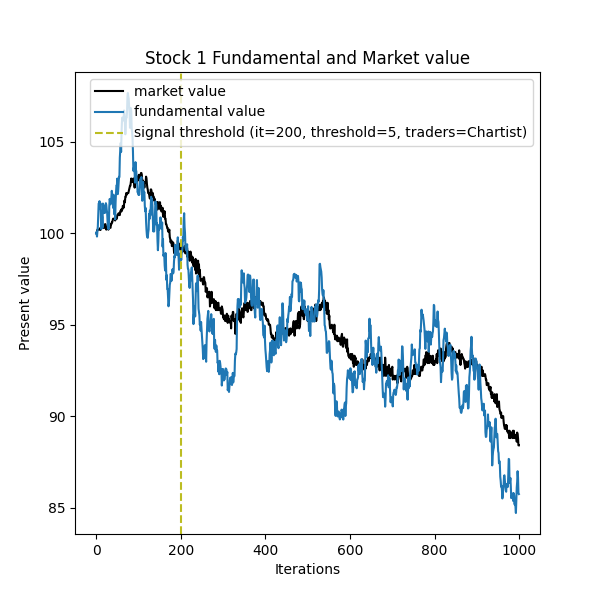 Stock 1 Fundamental and Market value
market value
fundamental value
signal threshold (it=200, threshold=5, traders=Chartist)
Present value
105
100
95
90
85
0 200 400 600 800 1000
Iterations